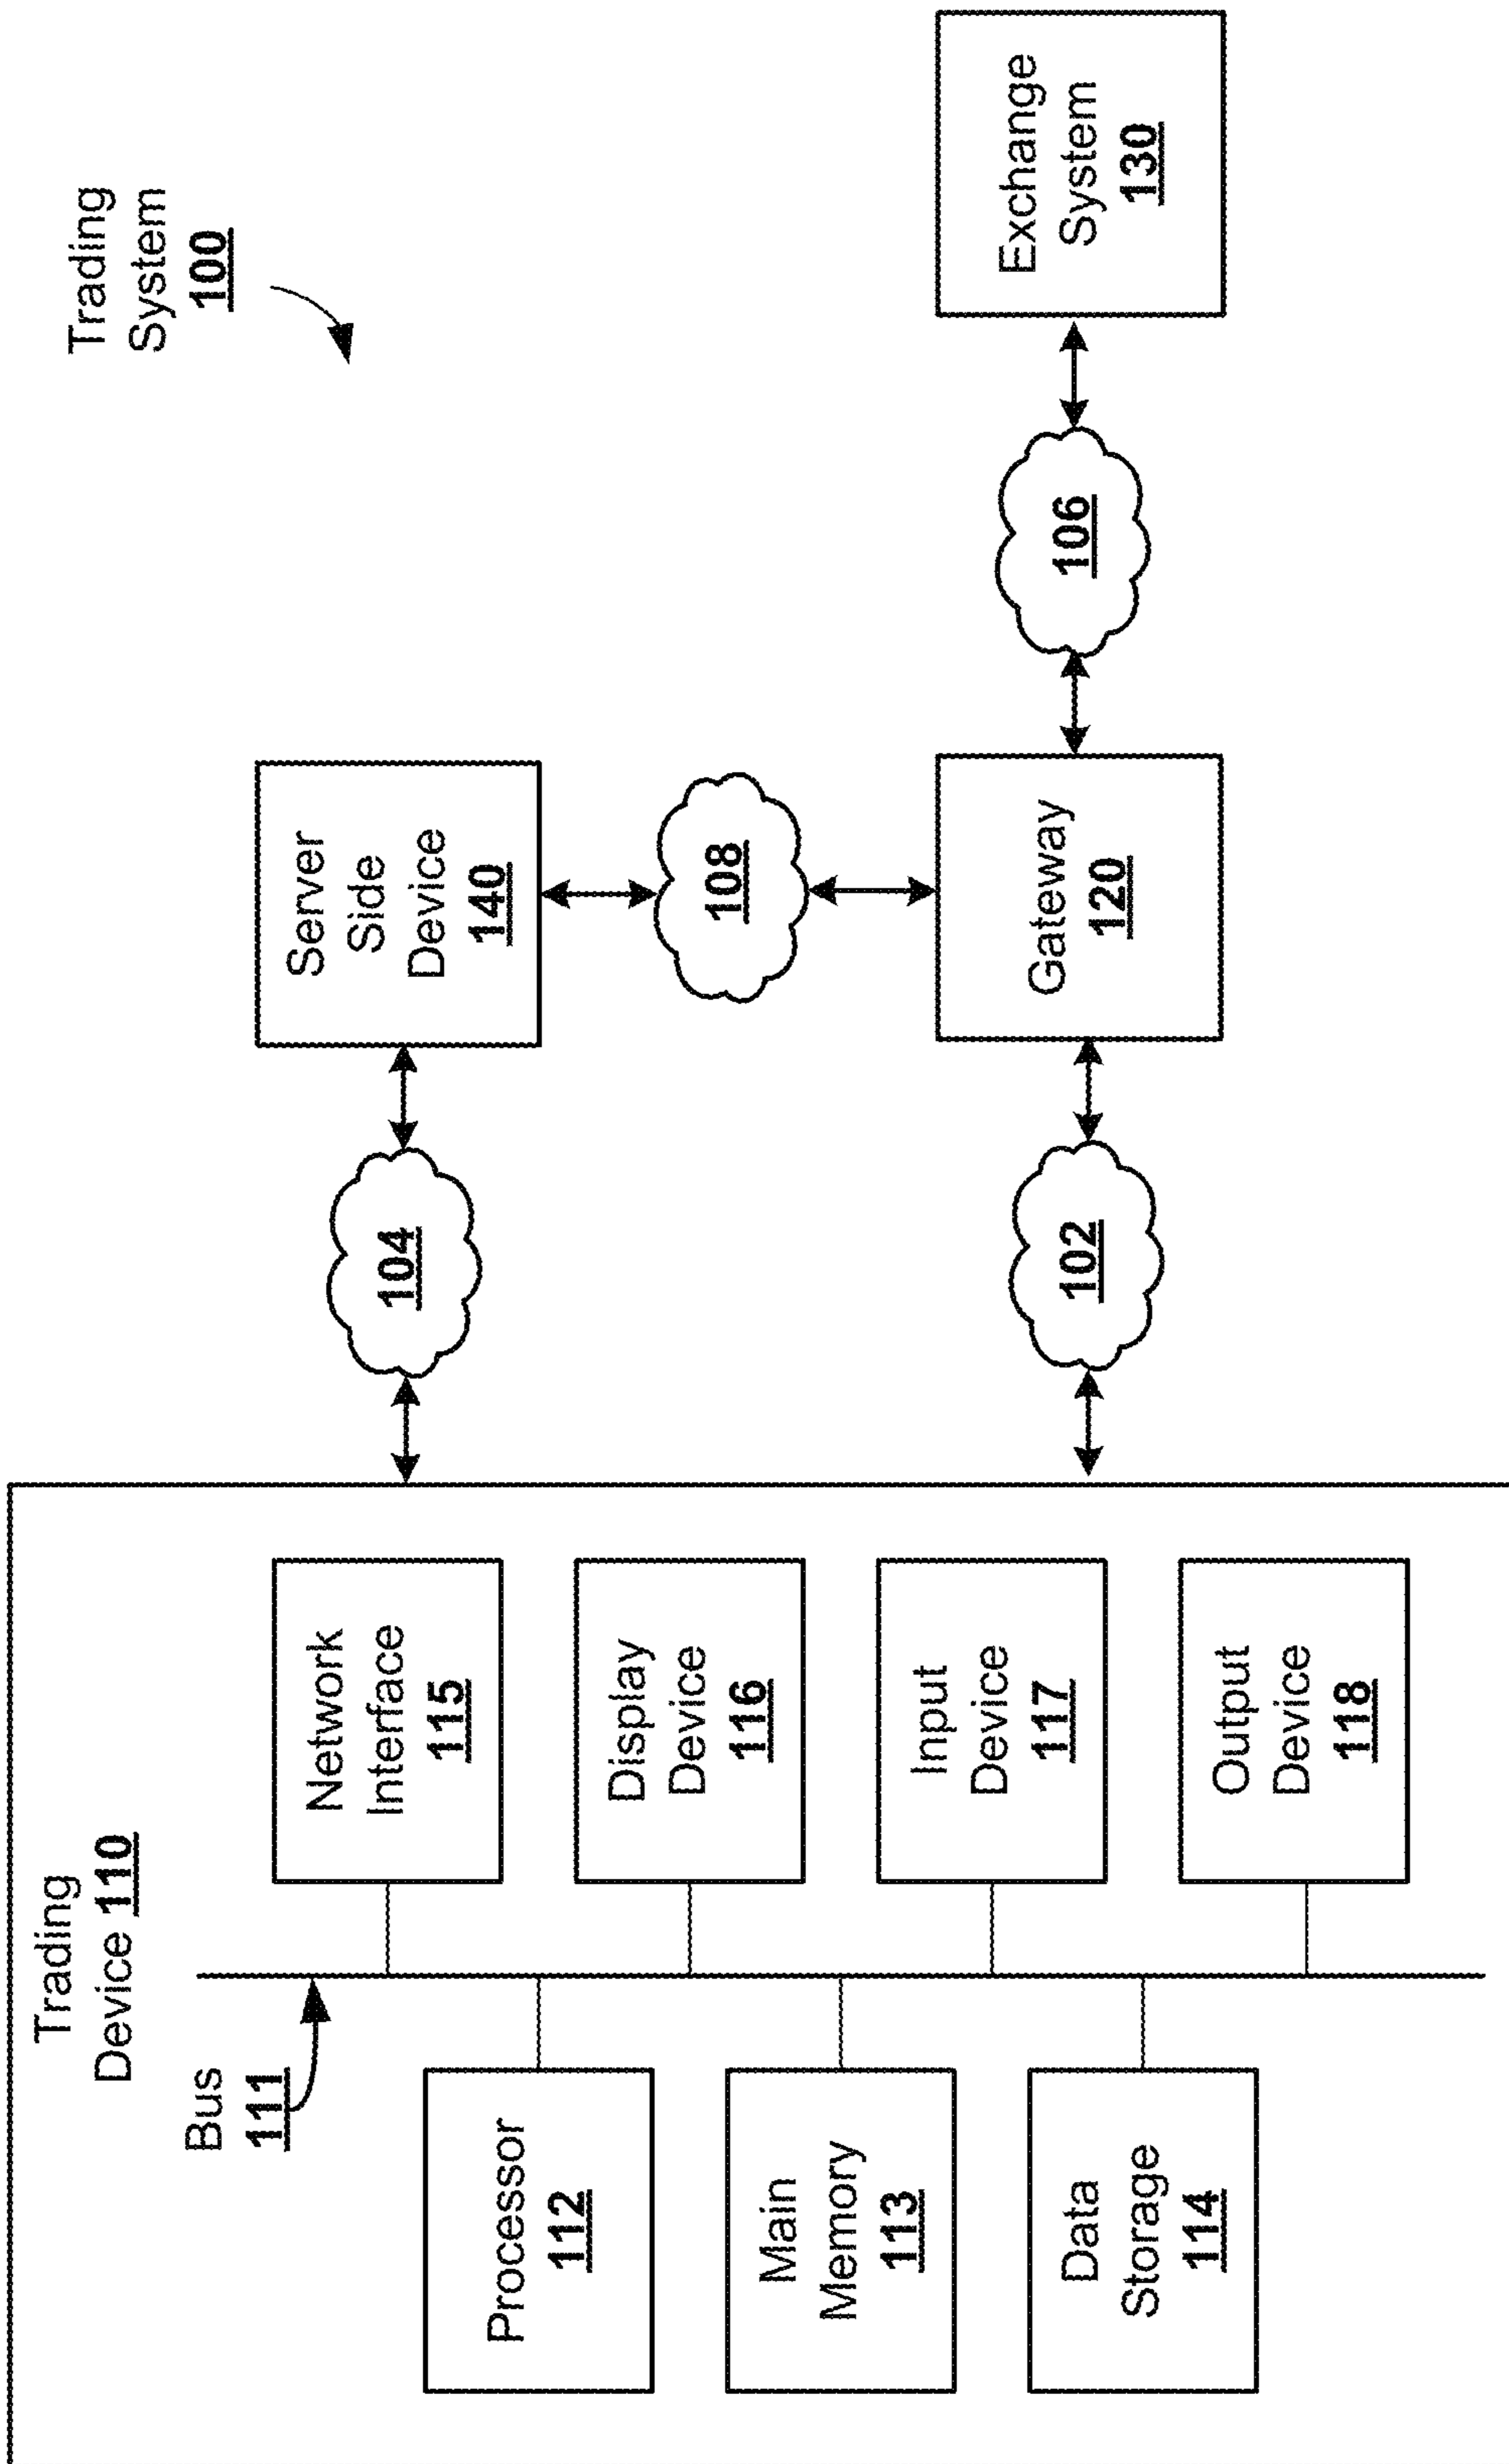 Trading
System
100
Trading
Device 110
Bus
111
Processor
112
Main
Memory
113
Data
Storage
114
Network
Interface
115
Display
Device
116
Input
Device
117
Output
Device
118
104
Server
Side
Device
140
108
102
Gateway
120
106
Exchange
System
130